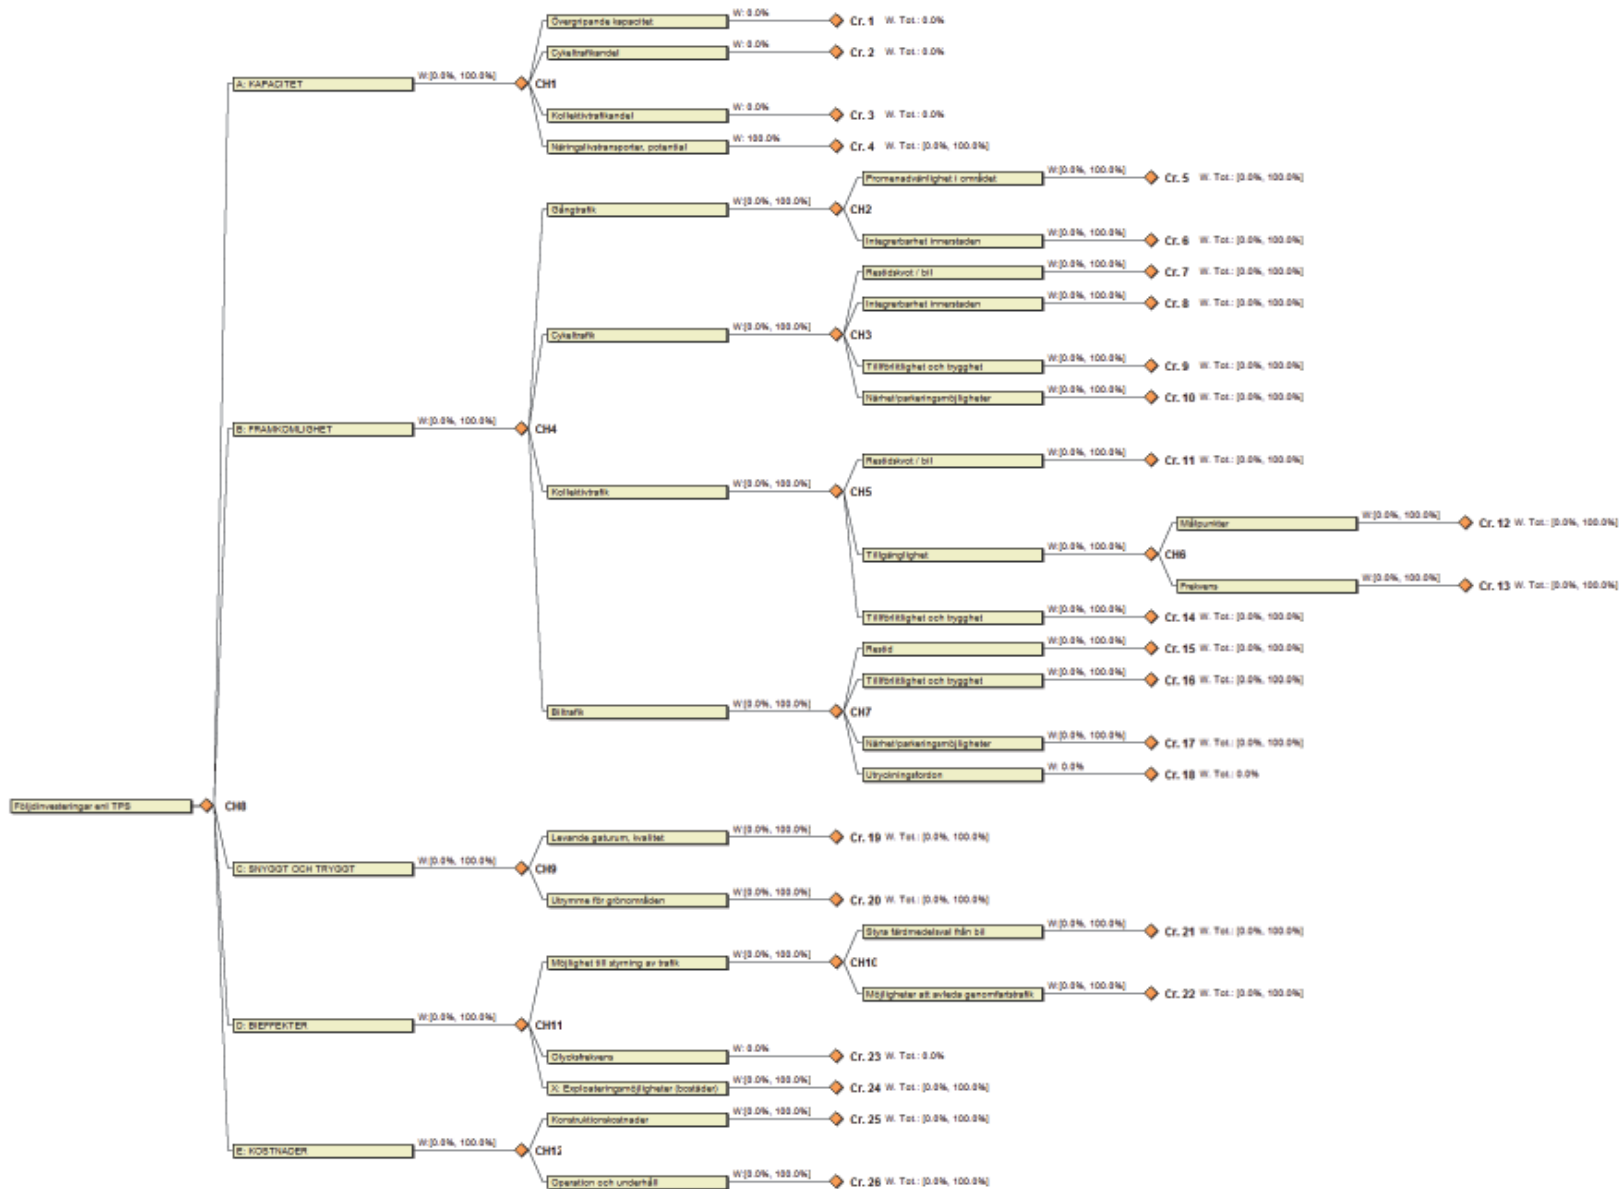 Övergripande kapacitet W: 0.0% Cr. 1 W. Tot.: 0.0%
Cykeltrafikandel W: 0.0% Cr. 2 W. Tot.: 0.0%
A: KAPACITET W:[0.0%, 100.0%] CH1
Kollektivtrafikandel W: 0.0% Cr. 3 W. Tot.: 0.0%
Näringslivstransporter, potential W: 100.0% Cr. 4 W. Tot.: [0.0%, 100.0%]
Promenadvänlighet i området W:[0.0%, 100.0%] Cr. 5 W. Tot.: [0.0%, 100.0%]
Gångtrafik W:[0.0%, 100.0%] CH2
Integrerbarhet innerstaden W:[0.0%, 100.0%] Cr. 6 W. Tot.: [0.0%, 100.0%]
Restidskvot / bil W:[0.0%, 100.0%] Cr. 7 W. Tot.: [0.0%, 100.0%]
Integrerbarhet innerstaden W:[0.0%, 100.0%] Cr. 8 W. Tot.: [0.0%, 100.0%]
Cykeltrafik W:[0.0%, 100.0%] CH3
Tillförlitlighet och trygghet W:[0.0%, 100.0%] Cr. 9 W. Tot.: [0.0%, 100.0%]
Närhet/parkeringsmöjligheter W:[0.0%, 100.0%] Cr. 10 W. Tot.: [0.0%, 100.0%]
B: FRAMKOMLIGHET W:[0.0%, 100.0%] CH4
Restidskvot / bil W:[0.0%, 100.0%] Cr. 11 W. Tot.: [0.0%, 100.0%]
Kollektivtrafik W:[0.0%, 100.0%] CH5
Målpunkter W:[0.0%, 100.0%] Cr. 12 W. Tot.: [0.0%, 100.0%]
Tillgänglighet W:[0.0%, 100.0%] CH6
Frekvens W:[0.0%, 100.0%] Cr. 13 W. Tot.: [0.0%, 100.0%]
Tillförlitlighet och trygghet W:[0.0%, 100.0%] Cr. 14 W. Tot.: [0.0%, 100.0%]
Restid W:[0.0%, 100.0%] Cr. 15 W. Tot.: [0.0%, 100.0%]
Tillförlitlighet och trygghet W:[0.0%, 100.0%] Cr. 16 W. Tot.: [0.0%, 100.0%]
Biltrafik W:[0.0%, 100.0%] CH7
Närhet/parkeringsmöjligheter W:[0.0%, 100.0%] Cr. 17 W. Tot.: [0.0%, 100.0%]
Utryckningsfordon W: 0.0% Cr. 18 W. Tot.: 0.0%
Följdinvesteringar enl TPS CH8
Levande gaturum, kvalitet W:[0.0%, 100.0%] Cr. 19 W. Tot.: [0.0%, 100.0%]
C: SNYGGT OCH TRYGGT W:[0.0%, 100.0%] CH9
Utrymme för grönområden W:[0.0%, 100.0%] Cr. 20 W. Tot.: [0.0%, 100.0%]
Styra färdmedelsval från bil W:[0.0%, 100.0%] Cr. 21 W. Tot.: [0.0%, 100.0%]
Möjlighet till styrning av trafik W:[0.0%, 100.0%] CH10
Möjligheter att avleda genomfartstrafik W:[0.0%, 100.0%] Cr. 22 W. Tot.: [0.0%, 100.0%]
D: BIEFFEKTER W:[0.0%, 100.0%] CH11
Olycksfrekvens W: 0.0% Cr. 23 W. Tot.: 0.0%
X: Exploateringsmöjligheter (bostäder) W:[0.0%, 100.0%] Cr. 24 W. Tot.: [0.0%, 100.0%]
Konstruktionskostnader W:[0.0%, 100.0%] Cr. 25 W. Tot.: [0.0%, 100.0%]
E: KOSTNADER W:[0.0%, 100.0%] CH12
Operation och underhåll W:[0.0%, 100.0%] Cr. 26 W. Tot.: [0.0%, 100.0%]